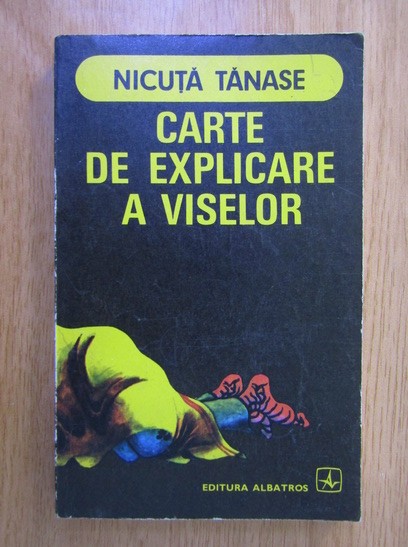 NICUȚĂ TĂNASE
CARTE
DE EXPLICARE
A VISELOR
EDITURA ALBATROS